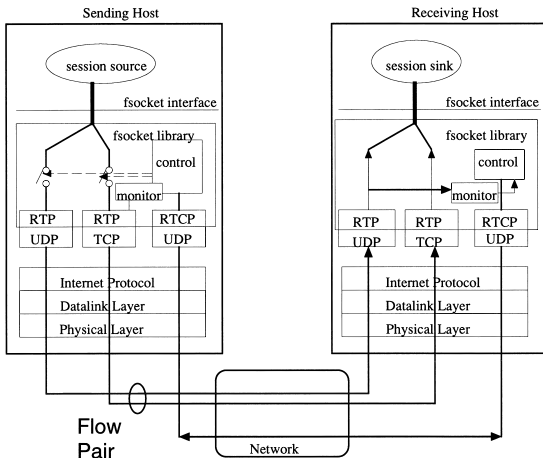 Sending Host
Receiving Host
session source
session sink
fsocket interface
fsocket interface
fsocket library
fsocket library
control
control
monitor
monitor
RTP
RTP
RTCP
RTP
RTP
RTCP
UDP
TCP
UDP
UDP
TCP
UDP
Internet Protocol
Internet Protocol
Datalink Layer
Datalink Layer
Physical Layer
Physical Layer
Flow
Pair
Network